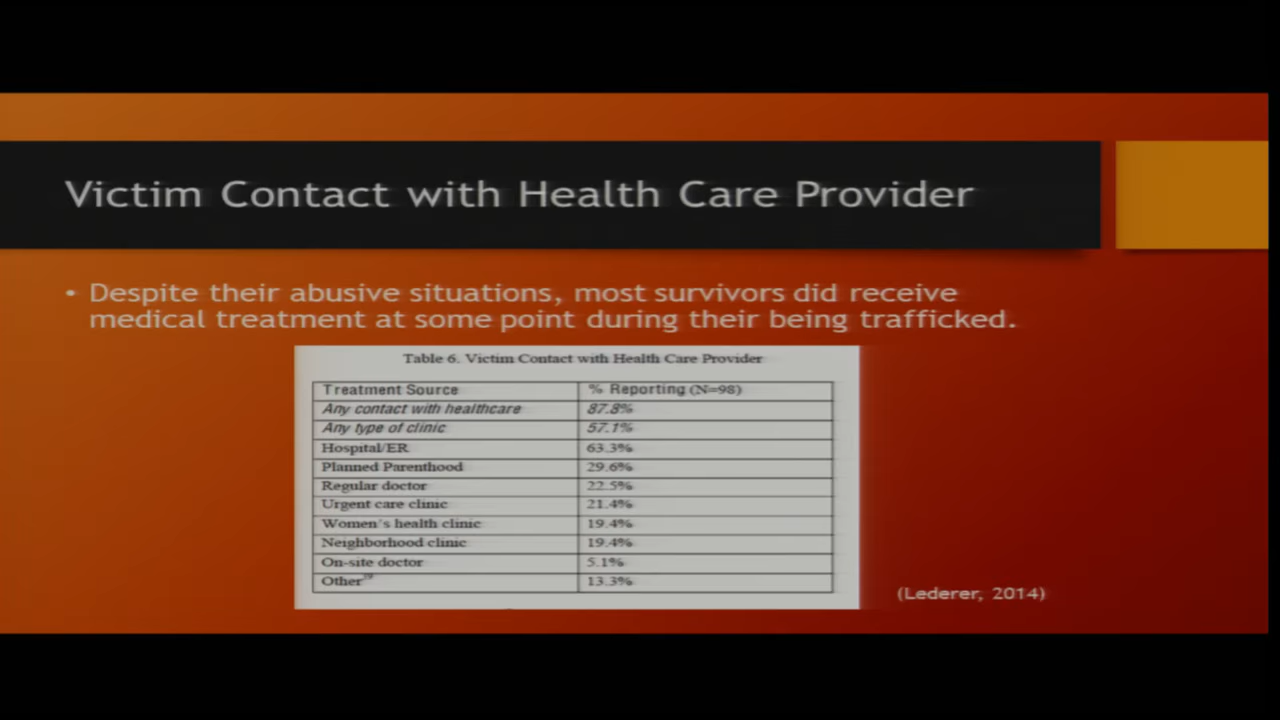 Victim Contact with Health Care Provider
• Despite their abusive situations, most survivors did receive
medical treatment at some point during their being trafficked.
Table 6. Victim Contact with Health Care Provider
Treatment Source % Reporting (N=98)
Any contact with healthcare 87.8%
Any type of clinic 57.1%
Hospital/ER 63.3%
Planned Parenthood 29.6%
Regular doctor 22.5%
Urgent care clinic 21.4%
Women's health clinic 19.4%
Neighborhood clinic 19.4%
On-site doctor 5.1%
Other 13.3%
(Lederer, 2014)